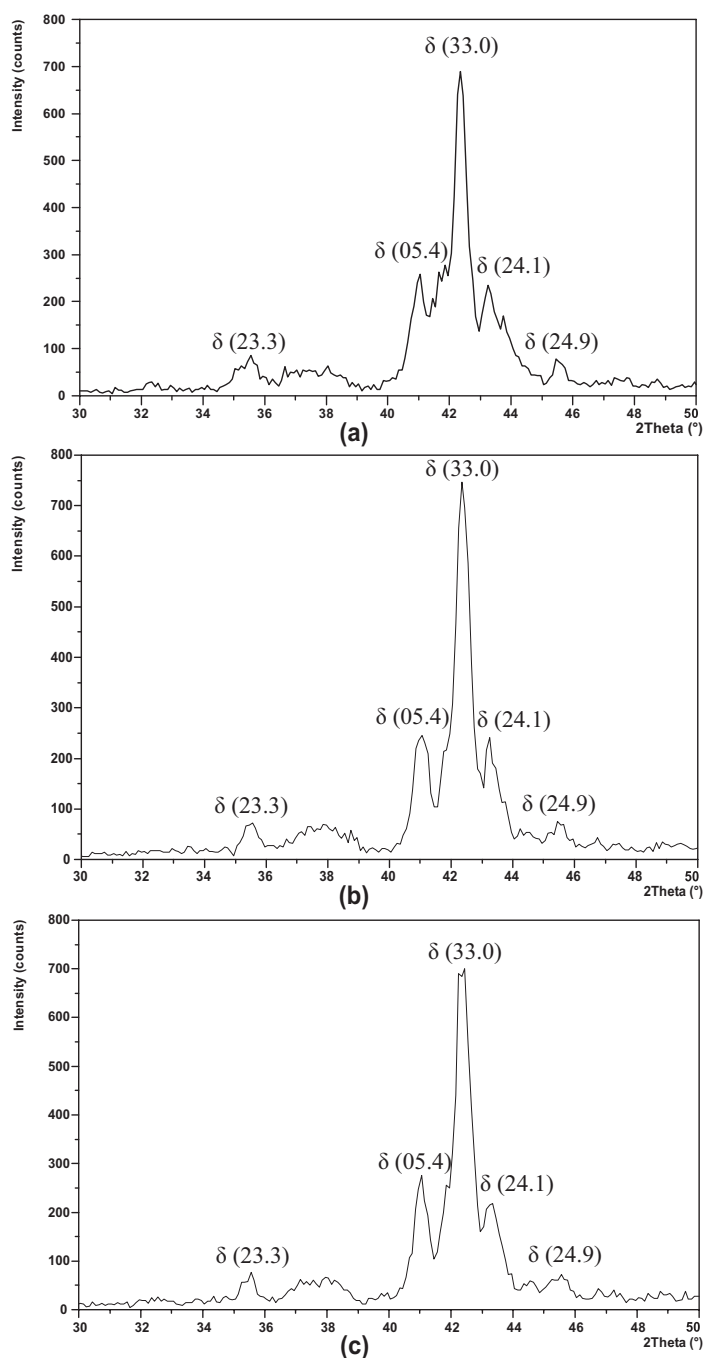 800
δ (33.0)
Intensity (counts)
700
600
500
400
300
δ (05.4)
δ (24.1)
200
δ (23.3)
δ (24.9)
100
0
30 32 34 36 38 40 42 44 46 48 50
2Theta (°)
(a)
800
δ (33.0)
Intensity (counts)
700
600
500
400
300
δ (05.4) δ (24.1)
200
δ (23.3) δ (24.9)
100
0
30 32 34 36 38 40 42 44 46 48 50
2Theta (°)
(b)
800
δ (33.0)
Intensity (counts)
700
600
500
400
300
δ (05.4)
δ (24.1)
200
δ (23.3) δ (24.9)
100
0
30 32 34 36 38 40 42 44 46 48 50
2Theta (°)
(c)